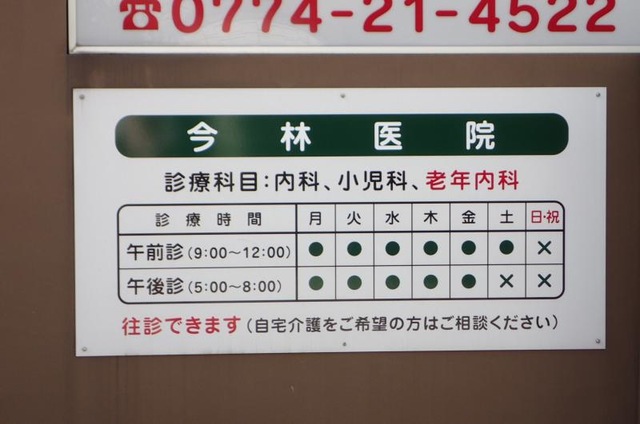 ☎0774-21-4522
今林医院
診療科目:内科、小児科、老年内科
診療時間 月 火 水 木 金 土 日・祝
午前診(9:00〜12:00) ● ● ● ● ● ● ×
午後診(5:00〜8:00) ● ● ● ● ● × ×
往診できます(自宅介護をご希望の方はご相談ください)